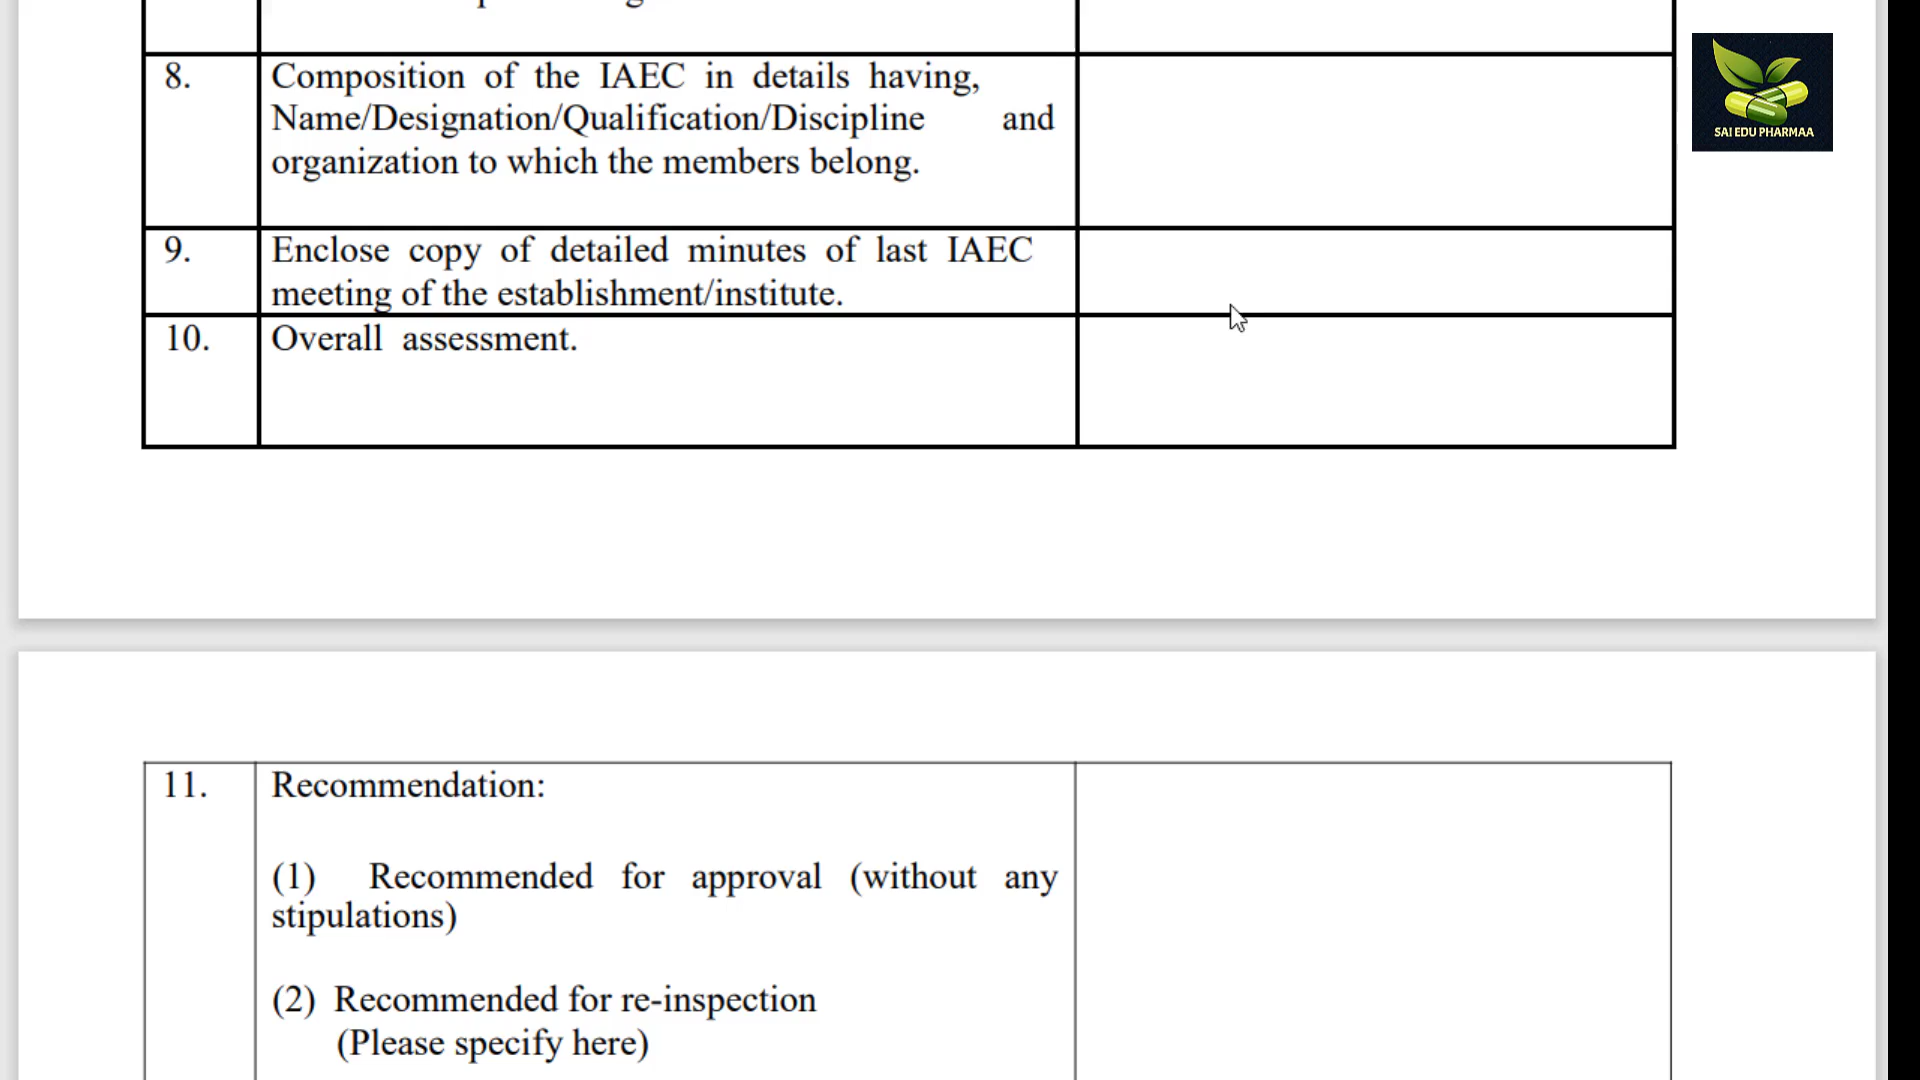 8. Composition of the IAEC in details having,
Name/Designation/Qualification/Discipline and
organization to which the members belong.
9. Enclose copy of detailed minutes of last IAEC
meeting of the establishment/institute.
10. Overall assessment.
11. Recommendation:
(1) Recommended for approval (without any
stipulations)
(2) Recommended for re-inspection
(Please specify here)
SAI EDU PHARMAA